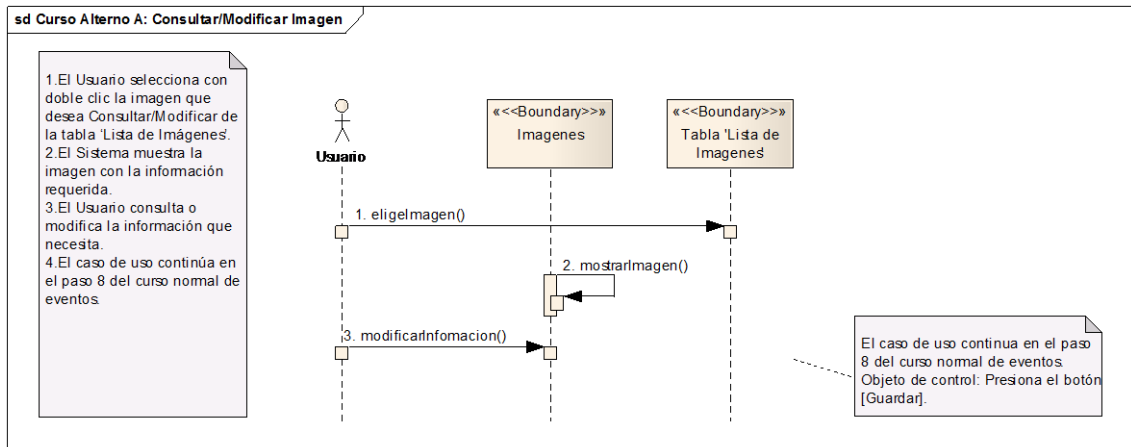 sd Curso Alterno A: Consultar/Modificar Imagen
1.El Usuario selecciona con
doble clic la imagen que
desea Consultar/Modificar de
la tabla ‘Lista de Imágenes’.
2.El Sistema muestra la
imagen con la información
requerida.
3.El Usuario consulta o
modifica la información que
necesita.
4.El caso de uso continúa en
el paso 8 del curso normal de
eventos.
Usuario
«<<Boundary>>»
Imagenes
«<<Boundary>>»
Tabla 'Lista de
Imagenes'
1. eligeImagen()
2. mostrarImagen()
3. modificarInfomacion()
El caso de uso continua en el paso
8 del curso normal de eventos.
Objeto de control: Presiona el botón
[Guardar].